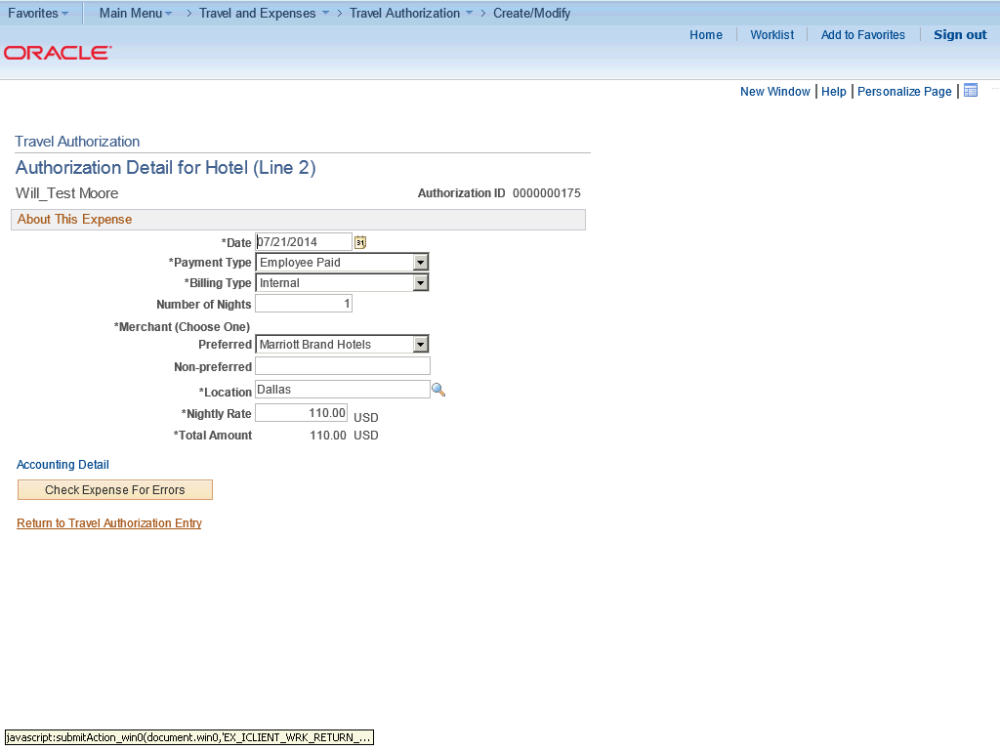 Favorites Main Menu > Travel and Expenses > Travel Authorization > Create/Modify
Home Worklist Add to Favorites Sign out
ORACLE
New Window | Help | Personalize Page |
Travel Authorization
Authorization Detail for Hotel (Line 2)
Will_Test Moore Authorization ID 0000000175
About This Expense
*Date 07/21/2014 31
*Payment Type Employee Paid
*Billing Type Internal
Number of Nights 1
*Merchant (Choose One)
Preferred Marriott Brand Hotels
Non-preferred
*Location Dallas
*Nightly Rate 110.00 USD
*Total Amount 110.00 USD
Accounting Detail
Check Expense For Errors
Return to Travel Authorization Entry
javascript:submitAction_win0(document.win0,'EX_ICLIENT_WRK_RETURN_...